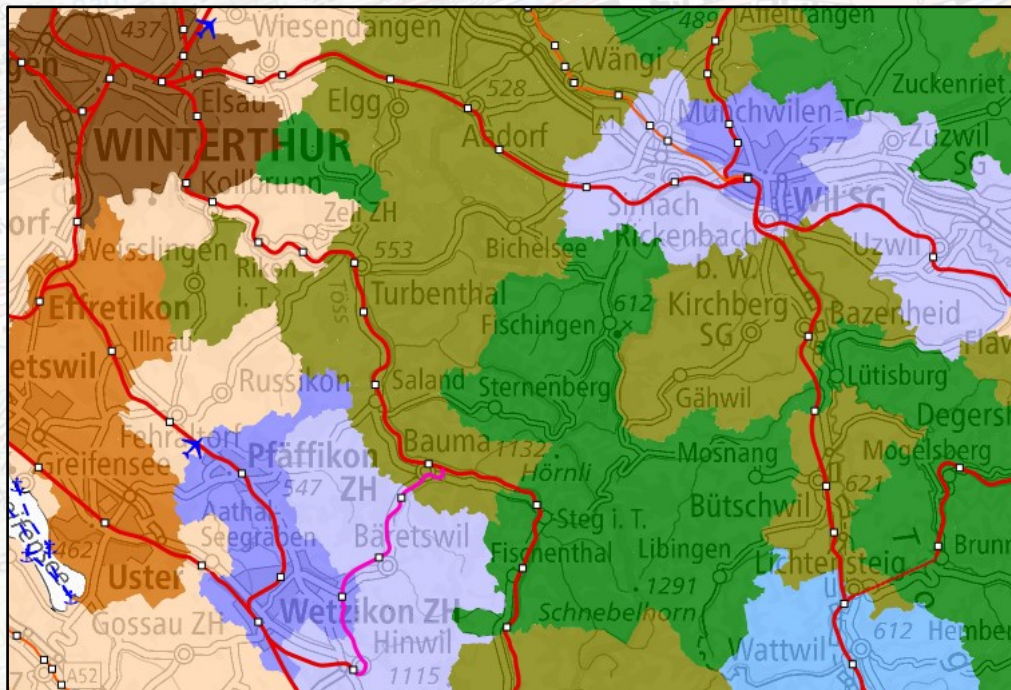 437
Wiesendangen
489
Affeltrangen
Wängi
Zuckenriet
Elsau
Elgg
528
Aadorf
Münchwilen TG
577
Zuzwil
SG
WINTERTHUR
Kollbrunn
WIL SG
Sirnach
Rickenbach
b. W.
Zell ZH
Weisslingen
Rikon
i. T.
553
Bichelsee
Uzwil
Töss
Turbenthal
612
Kirchberg
SG
Bazenheid
Effretikon
Illnau
Fischingen
Russikon
Saland
Sternenberg
Gähwil
Lütisburg
Fehraltorf
Greifensee
Pfäffikon
ZH
547
Bauma
1132
Hörnli
Mosnang
Mogelsberg
621
Aathal-
Seegräben
Bäretswil
Steg i. T.
Bütschwil
462
Fischenthal
Libingen
Lichtensteig
Uster
Wetzikon ZH
1291
Schnebelhorn
Gossau ZH
Hinwil
Wattwil
612
A52
1115